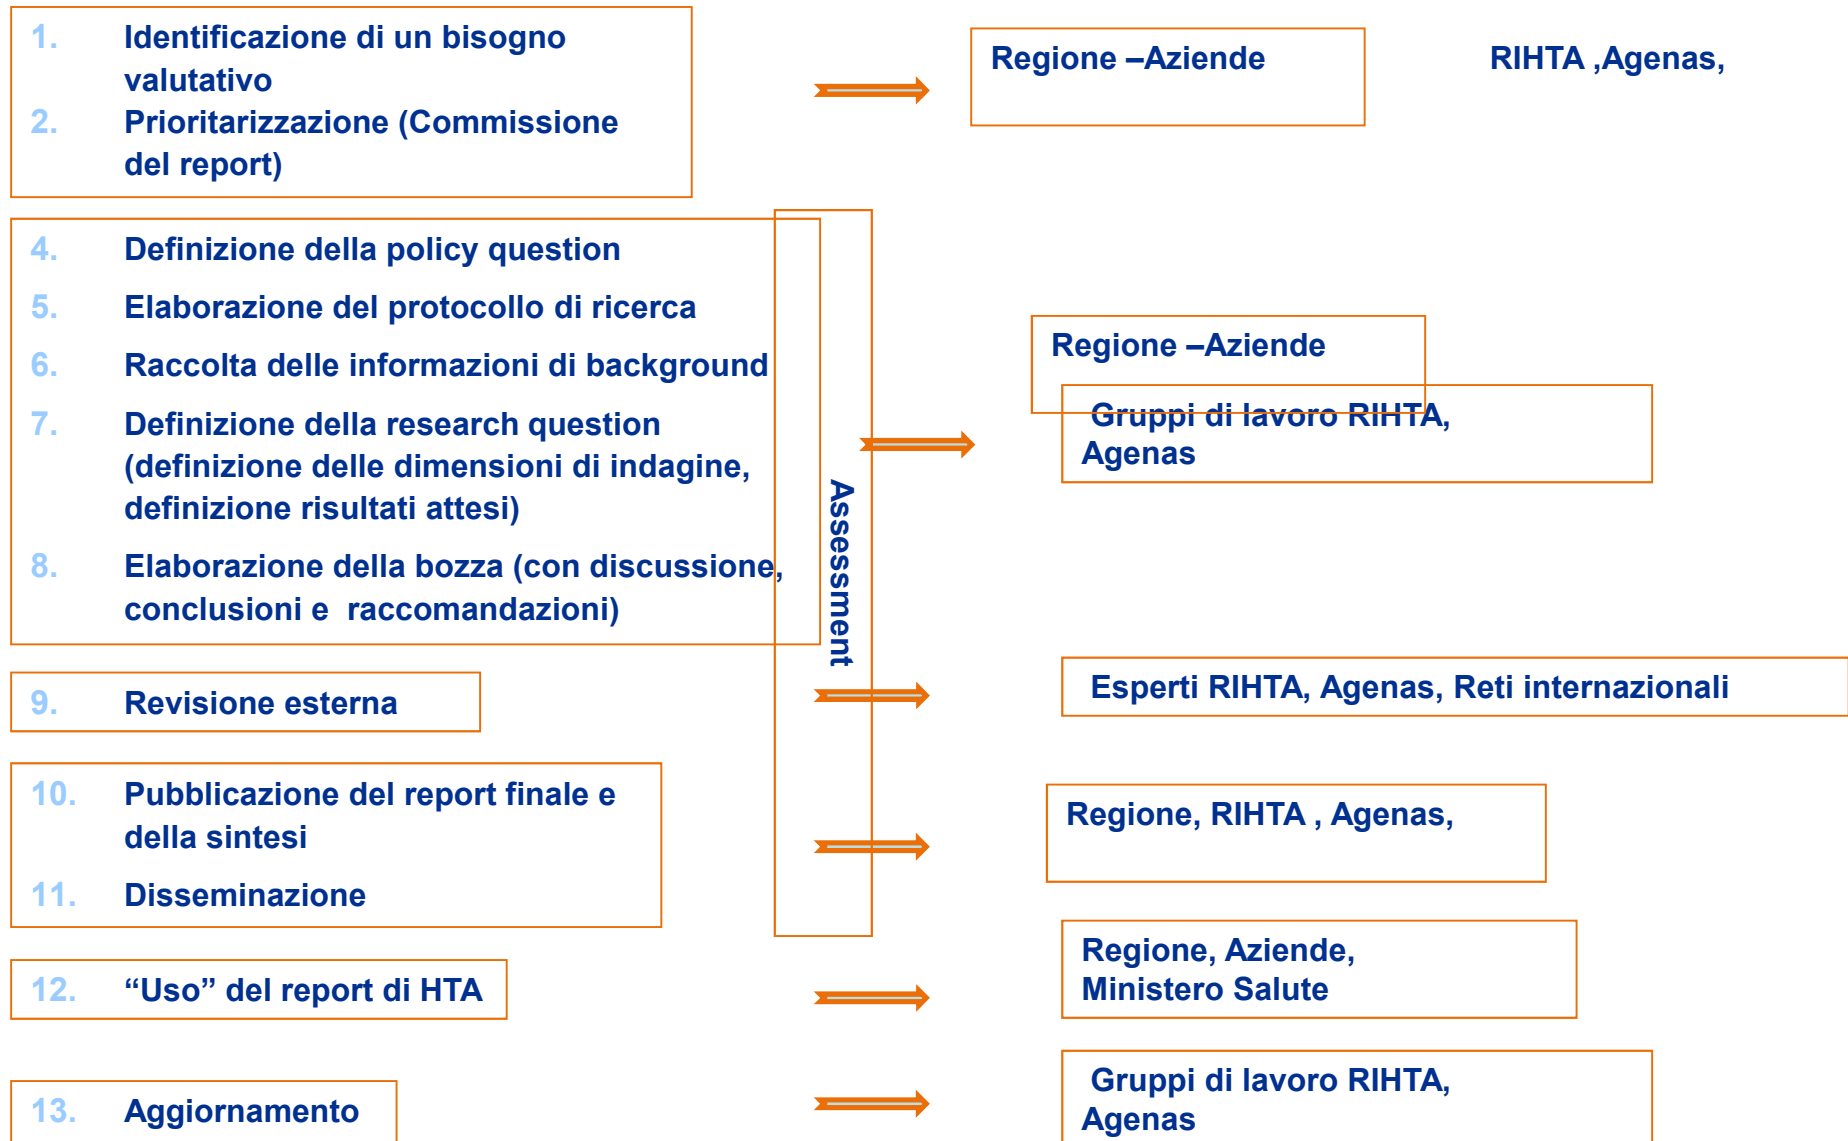 1. Identificazione di un bisogno
valutativo
2. Prioritarizzazione (Commissione
del report)
Regione –Aziende
RIHTA ,Agenas,
4. Definizione della policy question
5. Elaborazione del protocollo di ricerca
6. Raccolta delle informazioni di background
7. Definizione della research question
(definizione delle dimensioni di indagine,
definizione risultati attesi)
8. Elaborazione della bozza (con discussione,
conclusioni e raccomandazioni)
Assessment
Regione –Aziende
Gruppi di lavoro RIHTA,
Agenas
9. Revisione esterna
Esperti RIHTA, Agenas, Reti internazionali
10. Pubblicazione del report finale e
della sintesi
11. Disseminazione
Regione, RIHTA , Agenas,
12. “Uso” del report di HTA
Regione, Aziende,
Ministero Salute
13. Aggiornamento
Gruppi di lavoro RIHTA,
Agenas